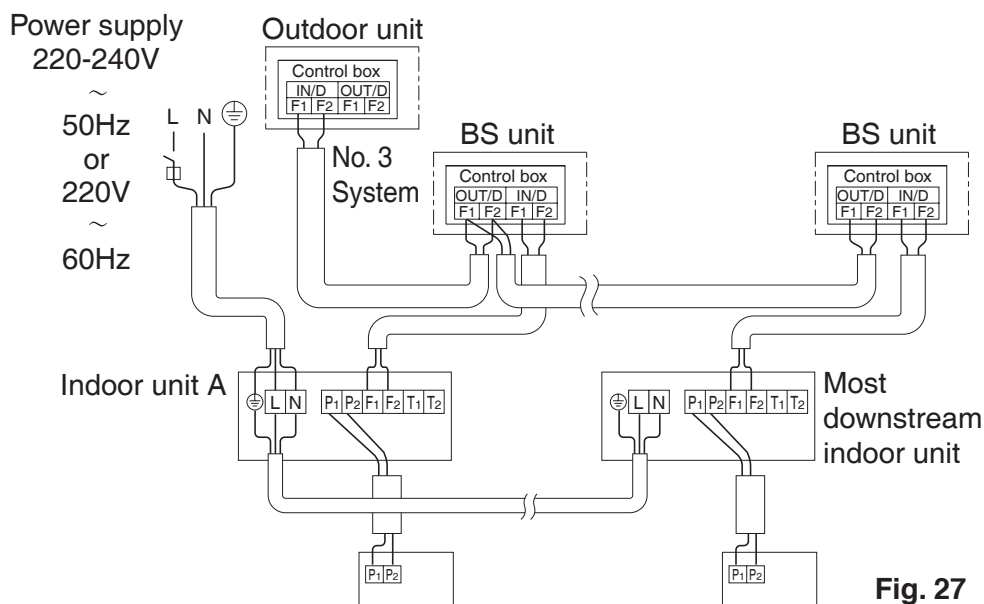 Power supply
220-240V
~
50Hz
or
220V
~
60Hz
L N
Outdoor unit
Control box
IN/D OUT/D
F1 F2 F1 F2
No. 3
System
BS unit
Control box
OUT/D IN/D
F1 F2 F1 F2
BS unit
Control box
OUT/D IN/D
F1 F2 F1 F2
Indoor unit A
L N
P1 P2 F1 F2 T1 T2
L N
P1 P2 F1 F2 T1 T2
Most
downstream
indoor unit
P1 P2
P1 P2
Fig. 27